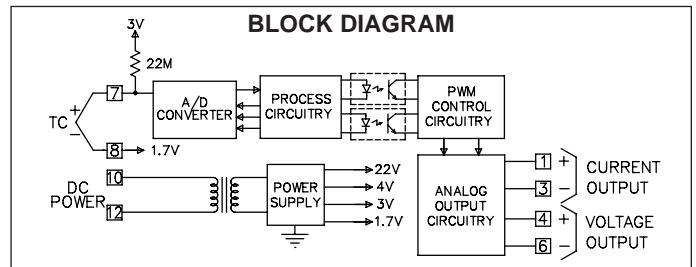 BLOCK DIAGRAM
3V
22M
7
TC
+
-
8
1.7V
A/D
CONVERTER
PROCESS
CIRCUITRY
PWM
CONTROL
CIRCUITRY
10
DC
POWER
12
POWER
SUPPLY
22V
4V
3V
1.7V
ANALOG
OUTPUT
CIRCUITRY
1 +
3 -
CURRENT
OUTPUT
4 +
6 -
VOLTAGE
OUTPUT